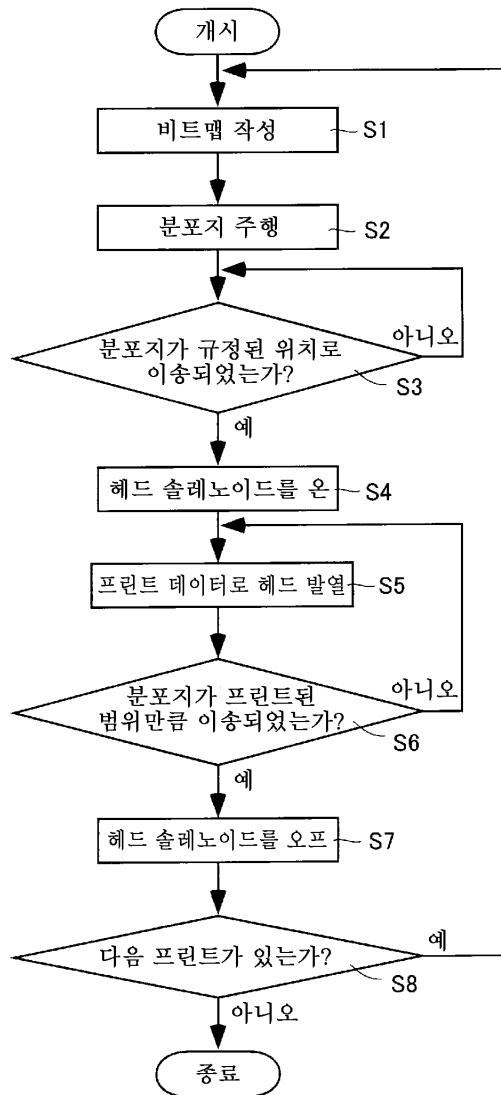 개시
비트맵 작성
S1
분포지 주행
S2
아니오
분포지가 규정된 위치로
이송되었는가?
S3
예
헤드 솔레노이드를 온
S4
프린트 데이터로 헤드 발열
S5
아니오
분포지가 프린트된
범위만큼 이송되었는가?
S6
예
헤드 솔레노이드를 오프
S7
예
다음 프린트가 있는가?
S8
아니오
종료